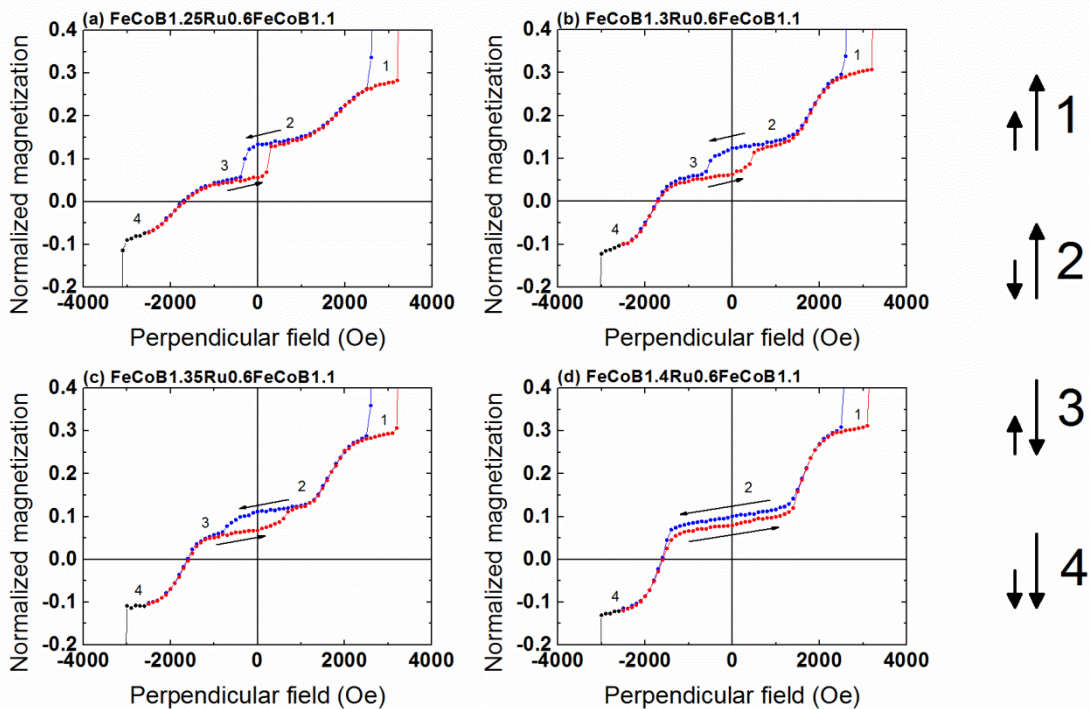 (a) FeCoB1.25Ru0.6FeCoB1.1
Normalized magnetization
0.4
0.3
0.2
0.1
0.0
-0.1
-0.2
1
2
3
4
-4000 -2000 0 2000 4000
Perpendicular field (Oe)
(b) FeCoB1.3Ru0.6FeCoB1.1
Normalized magnetization
0.4
0.3
0.2
0.1
0.0
-0.1
-0.2
1
2
3
4
-4000 -2000 0 2000 4000
Perpendicular field (Oe)
(c) FeCoB1.35Ru0.6FeCoB1.1
Normalized magnetization
0.4
0.3
0.2
0.1
0.0
-0.1
-0.2
1
2
3
4
-4000 -2000 0 2000 4000
Perpendicular field (Oe)
(d) FeCoB1.4Ru0.6FeCoB1.1
Normalized magnetization
0.4
0.3
0.2
0.1
0.0
-0.1
-0.2
1
2
4
-4000 -2000 0 2000 4000
Perpendicular field (Oe)
1
2
3
4